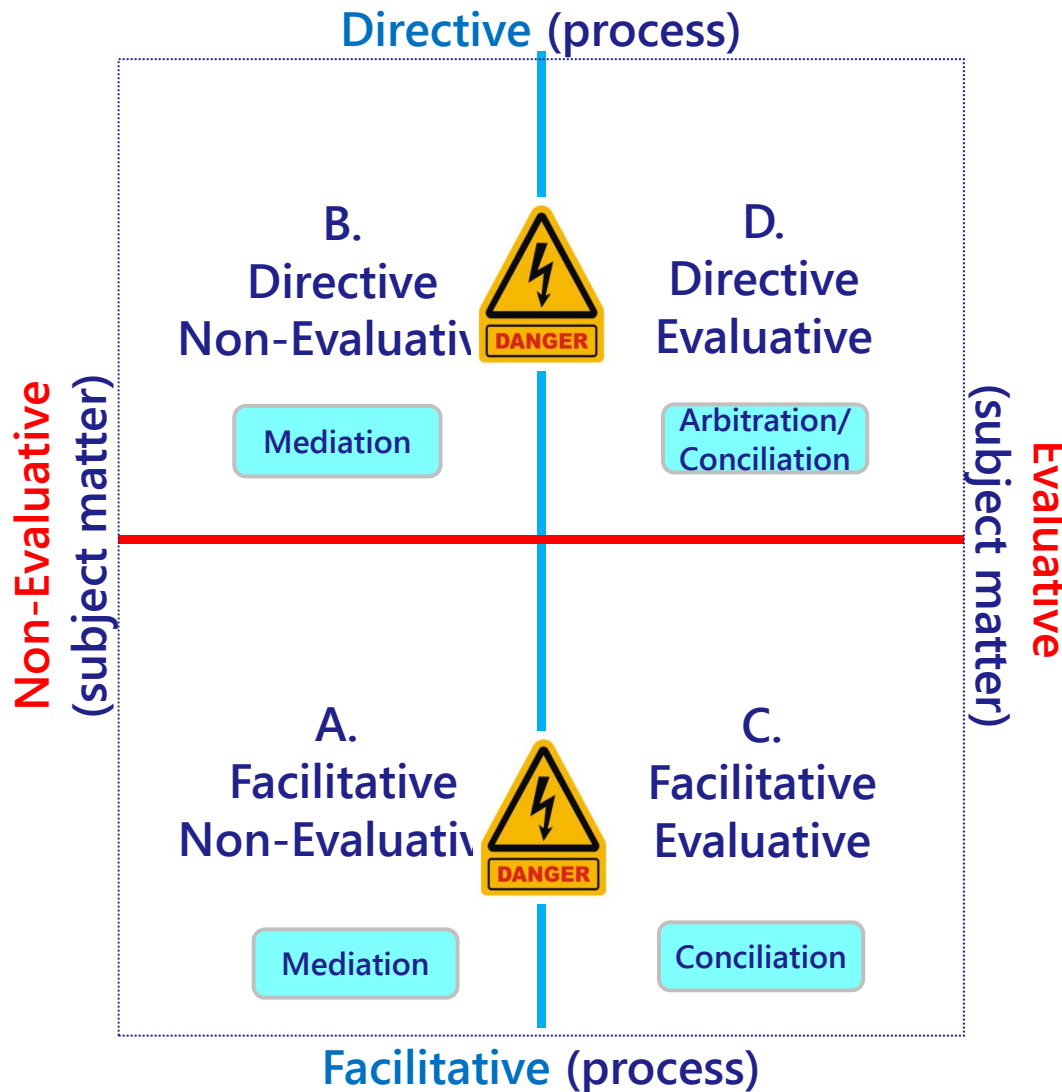 Directive (process)
B.
Directive
Non-Evaluativ
DANGER
D.
Directive
Evaluative
Mediation
Arbitration/
Conciliation
Non-Evaluative
(subject matter)
Evaluative
(subject matter)
A.
Facilitative
Non-Evaluativ
DANGER
C.
Facilitative
Evaluative
Mediation
Conciliation
Facilitative (process)